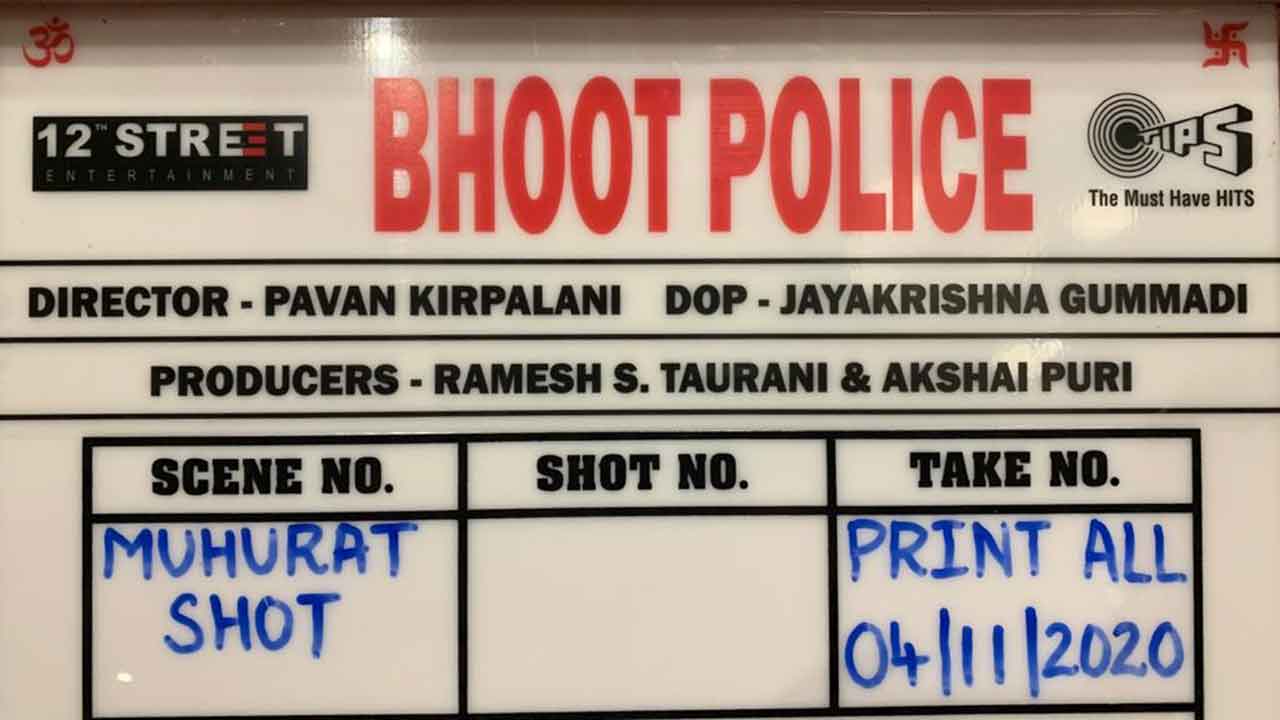 ॐ
BHOOT POLICE
12TH STREET
ENTERTAINMENT
TIPS
The Must Have HITS
DIRECTOR - PAVAN KIRPALANI DOP - JAYAKRISHNA GUMMADI
PRODUCERS - RAMESH S. TAURANI & AKSHAI PURI
SCENE NO. SHOT NO. TAKE NO.
MUHURAT PRINT ALL
SHOT 04/11/2020